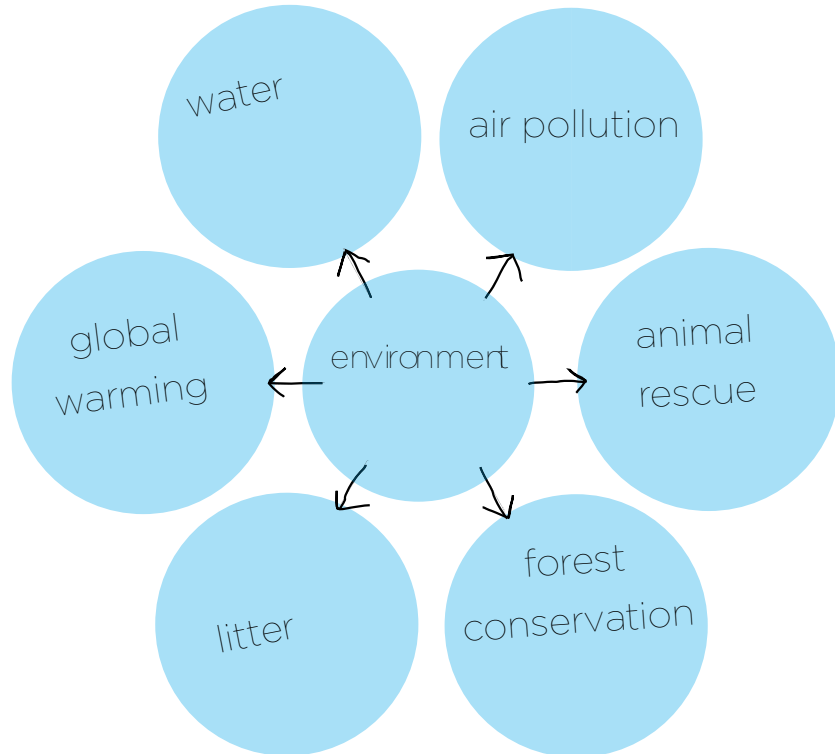 water
air pollution
global
warming
environment
animal
rescue
litter
forest
conservation